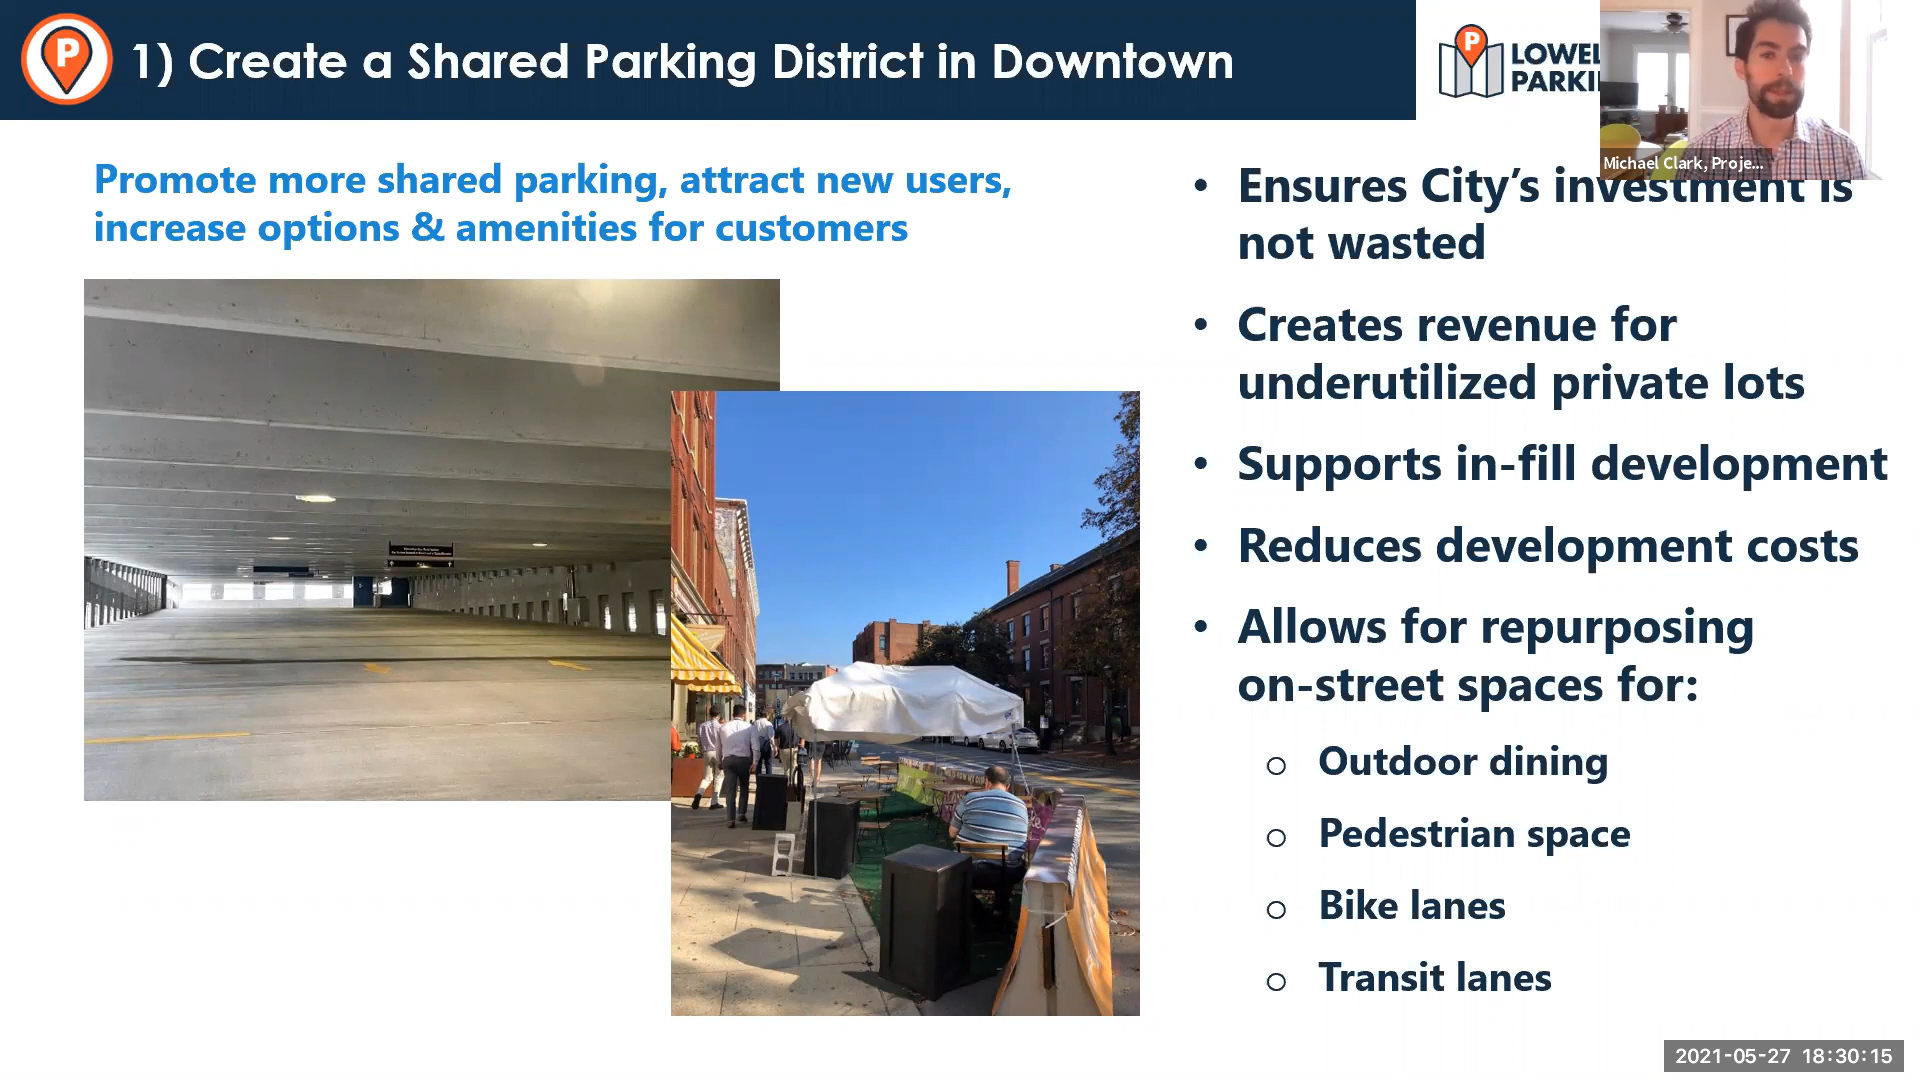 P
1) Create a Shared Parking District in Downtown
P
LOWEL
PARKI
Michael Clark, Proje...
Promote more shared parking, attract new users,
increase options & amenities for customers
• Ensures City’s investment is
not wasted
• Creates revenue for
underutilized private lots
• Supports in-fill development
• Reduces development costs
• Allows for repurposing
on-street spaces for:
o Outdoor dining
o Pedestrian space
o Bike lanes
o Transit lanes
2021-05-27 18:30:15